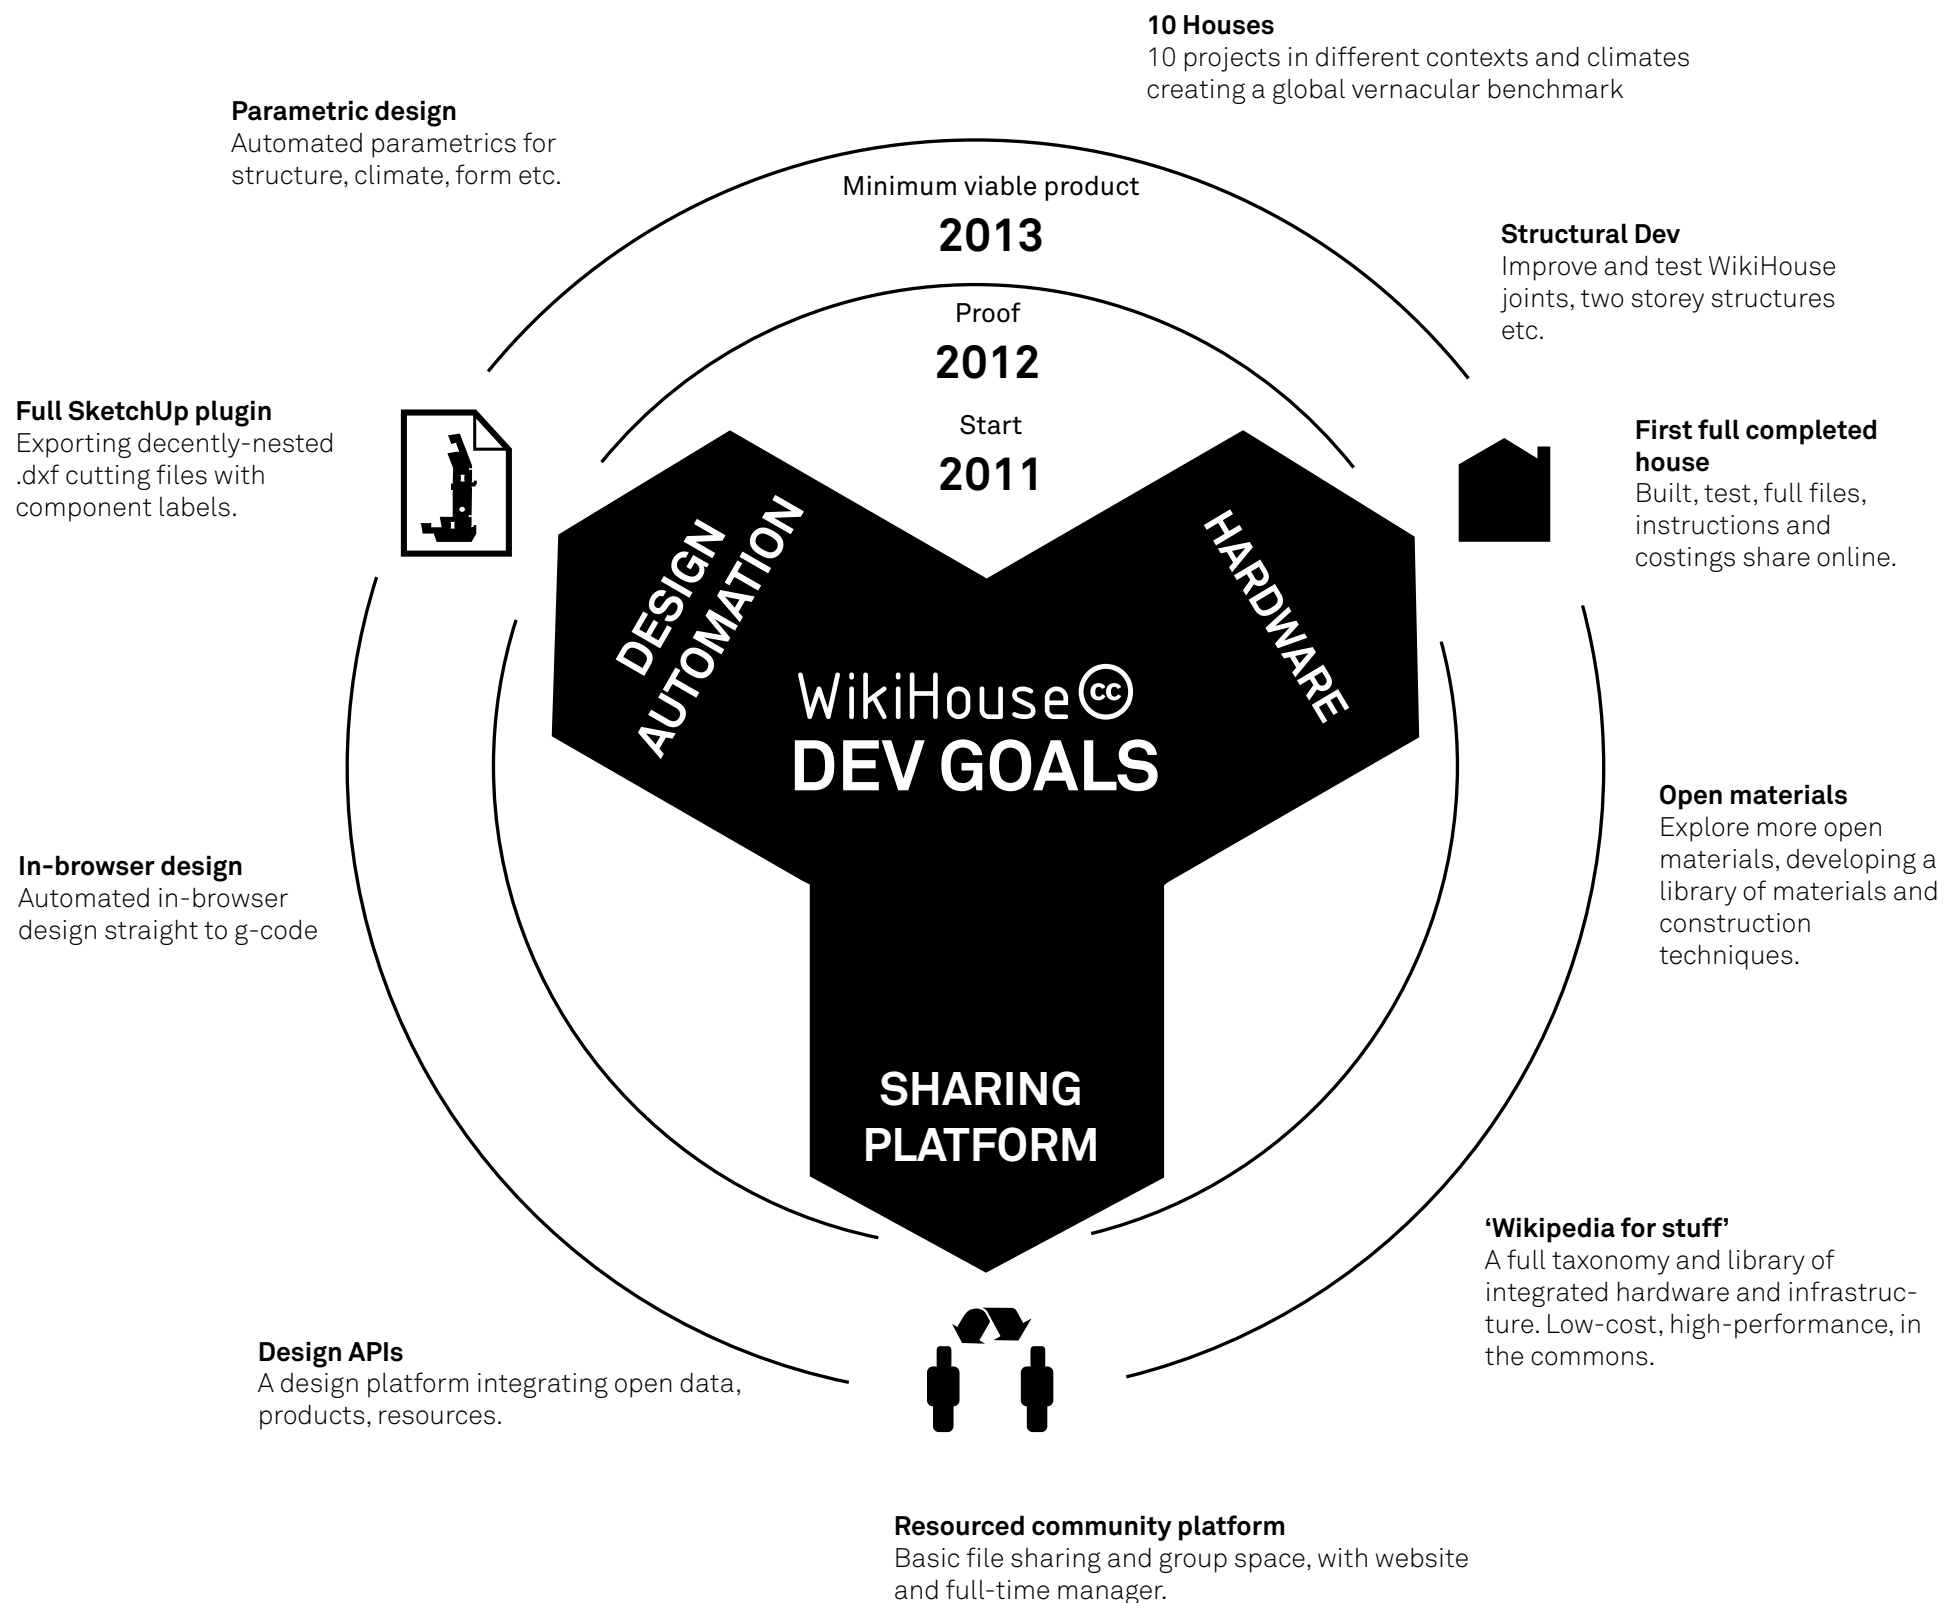 10 Houses
10 projects in different contexts and climates
creating a global vernacular benchmark
Parametric design
Automated parametrics for
structure, climate, form etc.
Minimum viable product
2013
Proof
2012
Start
2011
Structural Dev
Improve and test WikiHouse
joints, two storey structures
etc.
Full SketchUp plugin
Exporting decently-nested
.dxf cutting files with
component labels.
First full completed
house
Built, test, full files,
instructions and
costings share online.
DESIGN
AUTOMATION
HARDWARE
WikiHouse cc
DEV GOALS
In-browser design
Automated in-browser
design straight to g-code
Open materials
Explore more open
materials, developing a
library of materials and
construction
techniques.
SHARING
PLATFORM
‘Wikipedia for stuff’
A full taxonomy and library of
integrated hardware and infrastruc-
ture. Low-cost, high-performance, in
the commons.
Design APIs
A design platform integrating open data,
products, resources.
Resourced community platform
Basic file sharing and group space, with website
and full-time manager.